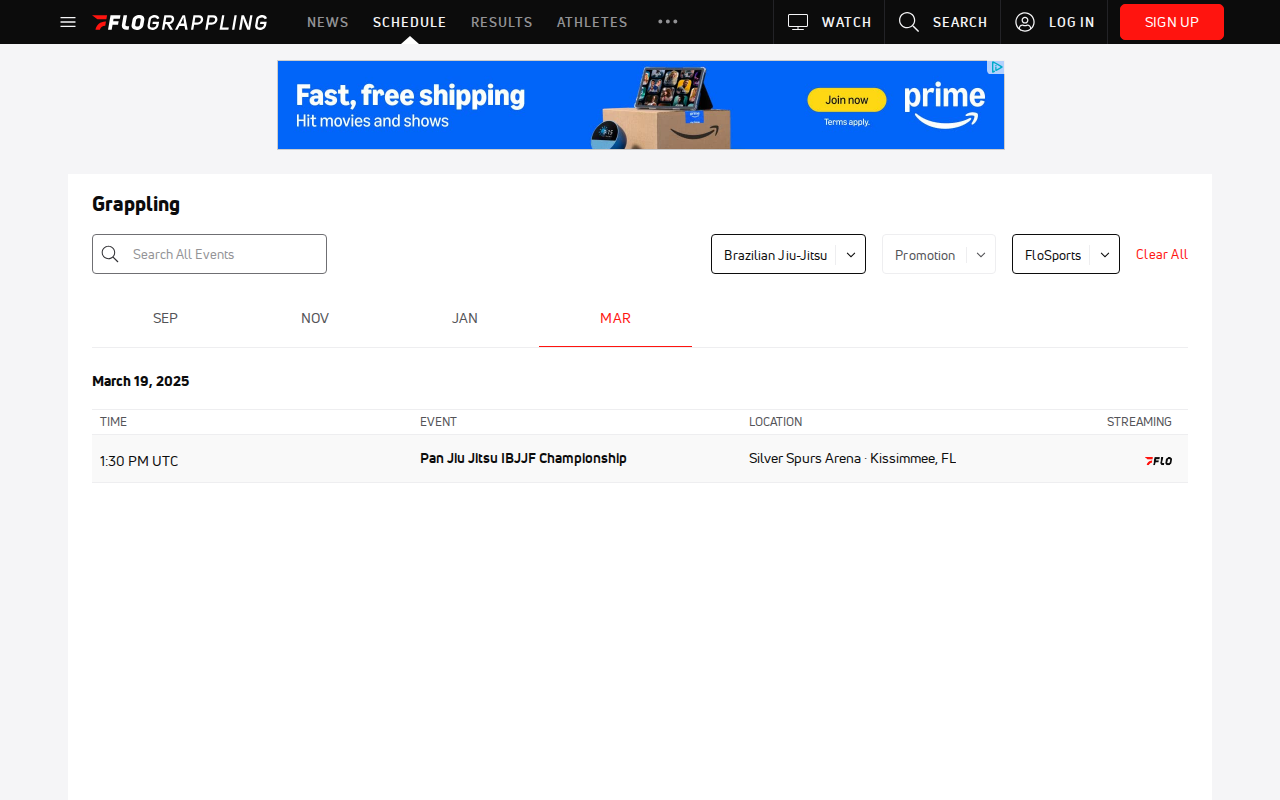 FLOGRAPPLING NEWS SCHEDULE RESULTS ATHLETES ••• WATCH SEARCH LOG IN SIGN UP
Fast, free shipping
Hit movies and shows
Join now
Terms apply.
prime
Grappling
Search All Events
Brazilian Jiu-Jitsu
Promotion
FloSports
Clear All
SEP NOV JAN MAR
March 19, 2025
TIME EVENT LOCATION STREAMING
1:30 PM UTC Pan Jiu Jitsu IBJJF Championship Silver Spurs Arena · Kissimmee, FL FLO